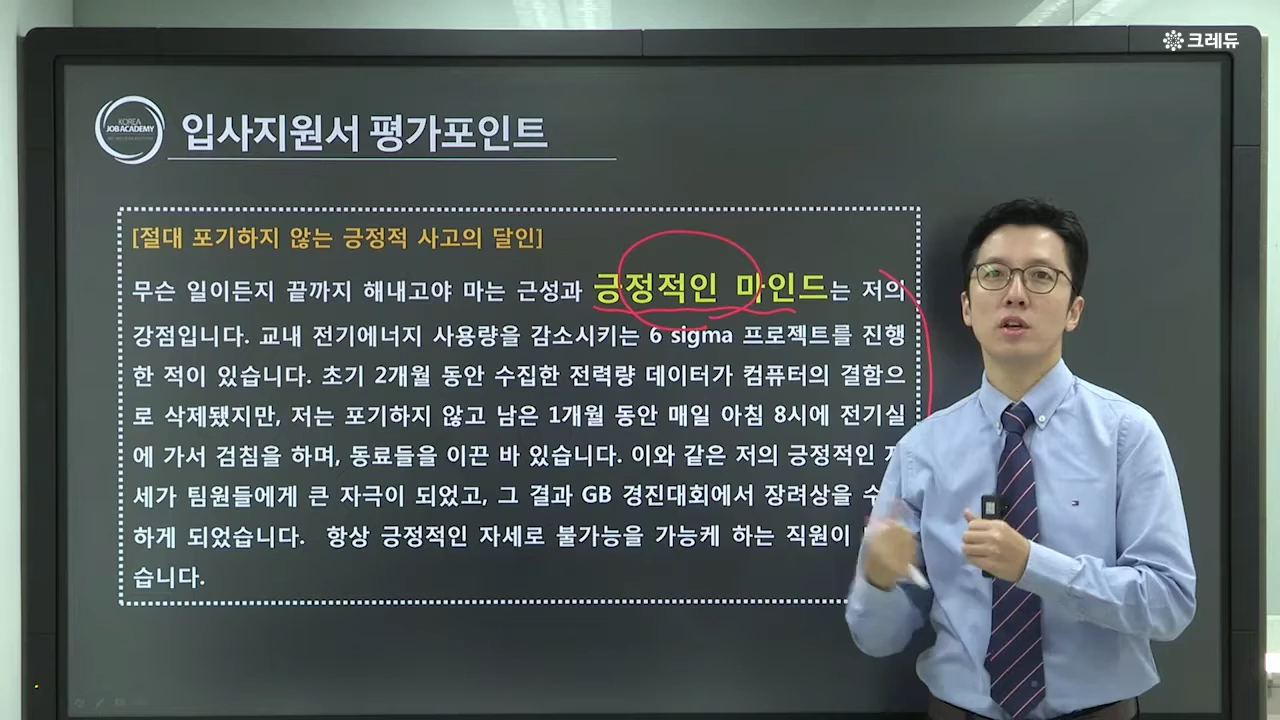 크레듀
KOREA
JOB ACADEMY
입사지원서 평가포인트
[절대 포기하지 않는 긍정적 사고의 달인]
무슨 일이든지 끝까지 해내고야 마는 근성과 긍정적인 마인드는 저의
강점입니다. 교내 전기에너지 사용량을 감소시키는 6 sigma 프로젝트를 진행
한 적이 있습니다. 초기 2개월 동안 수집한 전력량 데이터가 컴퓨터의 결함으
로 삭제됐지만, 저는 포기하지 않고 남은 1개월 동안 매일 아침 8시에 전기실
에 가서 검침을 하며, 동료들을 이끈 바 있습니다. 이와 같은 저의 긍정적인
세가 팀원들에게 큰 자극이 되었고, 그 결과 GB 경진대회에서 장려상을 수
하게 되었습니다. 항상 긍정적인 자세로 불가능을 가능케 하는 직원이
습니다.